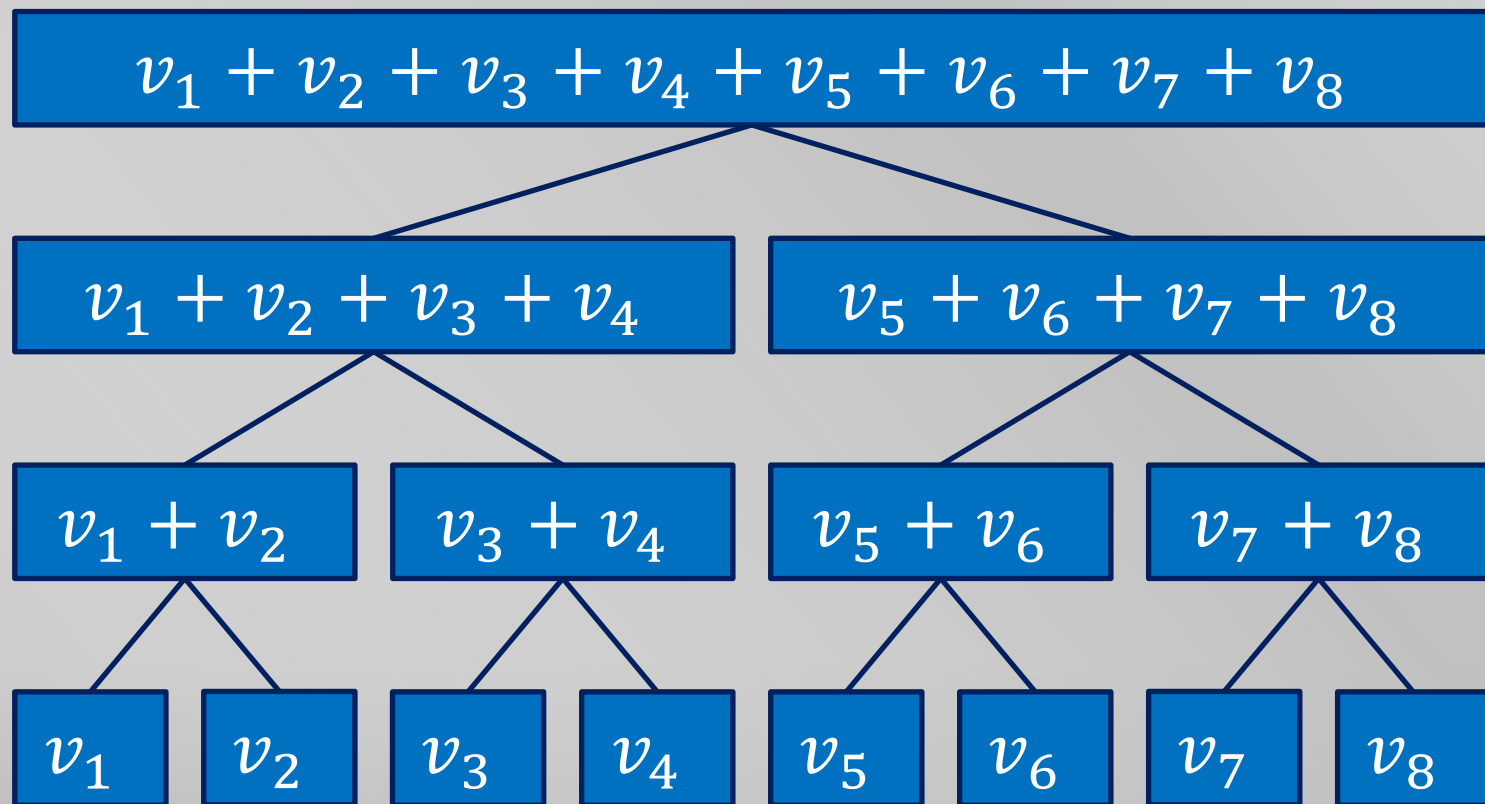 v₁ + v₂ + v₃ + v₄ + v₅ + v₆ + v₇ + v₈
v₁ + v₂ + v₃ + v₄
v₅ + v₆ + v₇ + v₈
v₁ + v₂
v₃ + v₄
v₅ + v₆
v₇ + v₈
v₁
v₂
v₃
v₄
v₅
v₆
v₇
v₈